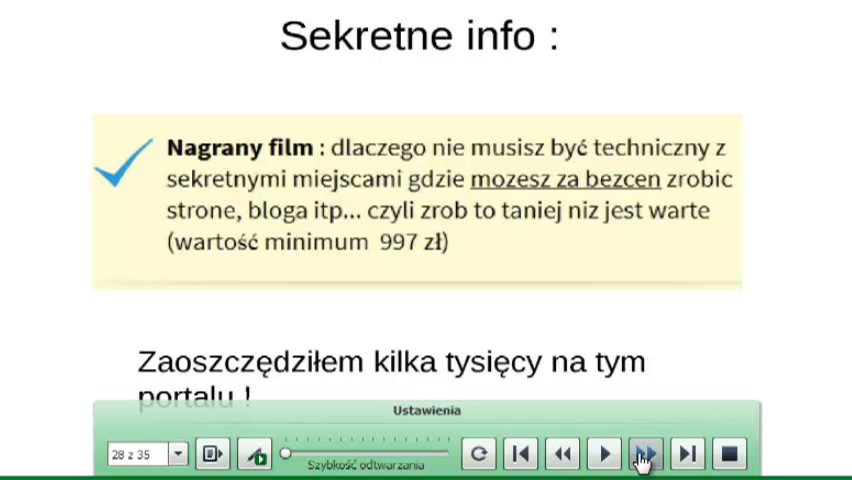 Sekretne info :
Nagrany film : dlaczego nie musisz być techniczny z
sekretnymi miejscami gdzie mozesz za bezcen zrobic
strone, bloga itp... czyli zrob to taniej niz jest warte
(wartość minimum 997 zł)
Zaoszczędziłem kilka tysięcy na tym
portalu !
Ustawienia
28 z 35
Szybkość odtwarzania